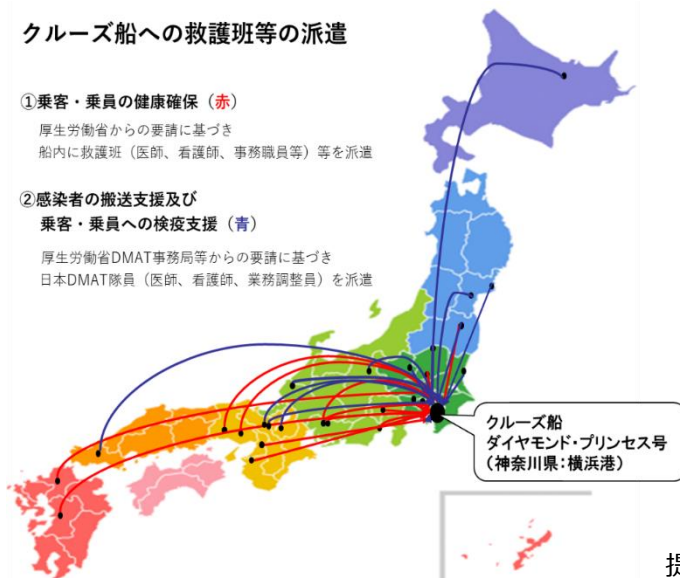 クルーズ船への救護班等の派遣
①乗客・乗員の健康確保（赤）
厚生労働省からの要請に基づき
船内に救護班（医師、看護師、事務職員等）等を派遣
②感染者の搬送支援及び
乗客・乗員への検疫支援（青）
厚生労働省DMAT事務局等からの要請に基づき
日本DMAT隊員（医師、看護師、業務調整員）を派遣
クルーズ船
ダイヤモンド・プリンセス号
（神奈川県：横浜港）
提